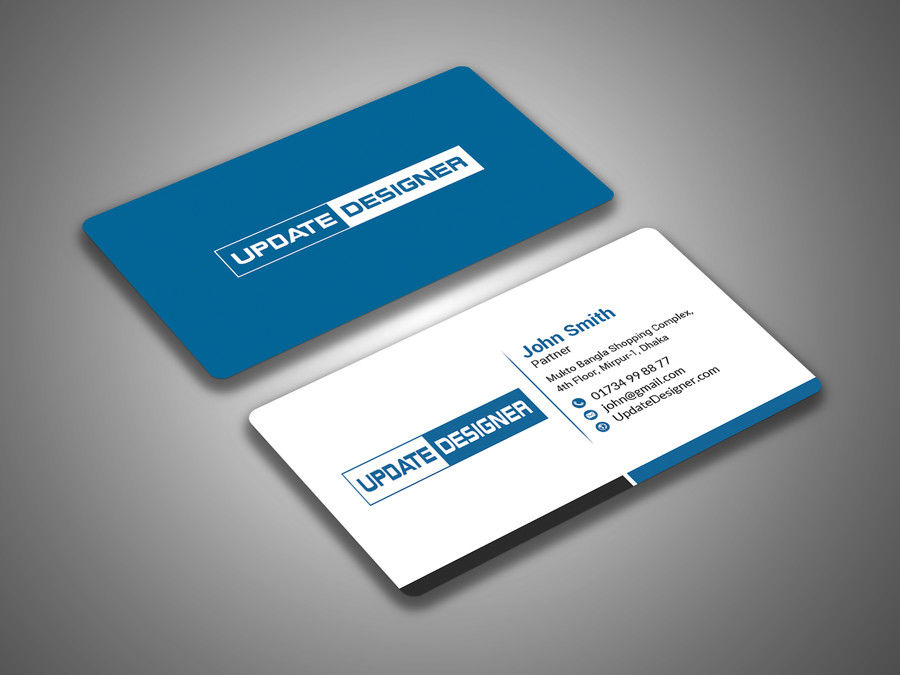 UPDATE DESIGNER
John Smith
Partner
Mukto Bangla Shopping Complex,
4th Floor, Mirpur-1, Dhaka
01734 99 88 77
john@gmail.com
UpdateDesigner.com
UPDATE DESIGNER